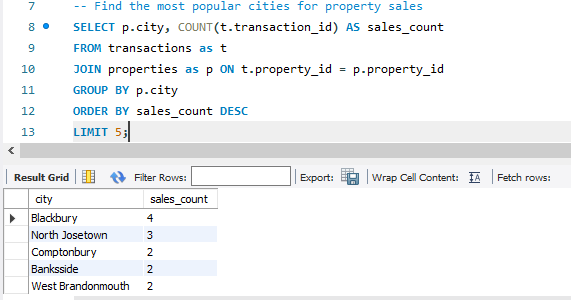 7 -- Find the most popular cities for property sales
8 SELECT p.city, COUNT(t.transaction_id) AS sales_count
9 FROM transactions as t
10 JOIN properties as p ON t.property_id = p.property_id
11 GROUP BY p.city
12 ORDER BY sales_count DESC
13 LIMIT 5;
Result Grid Filter Rows: Export: Wrap Cell Content: IA Fetch rows:
city sales_count
Blackbury 4
North Josetown 3
Comptonbury 2
Banksside 2
West Brandonmouth 2